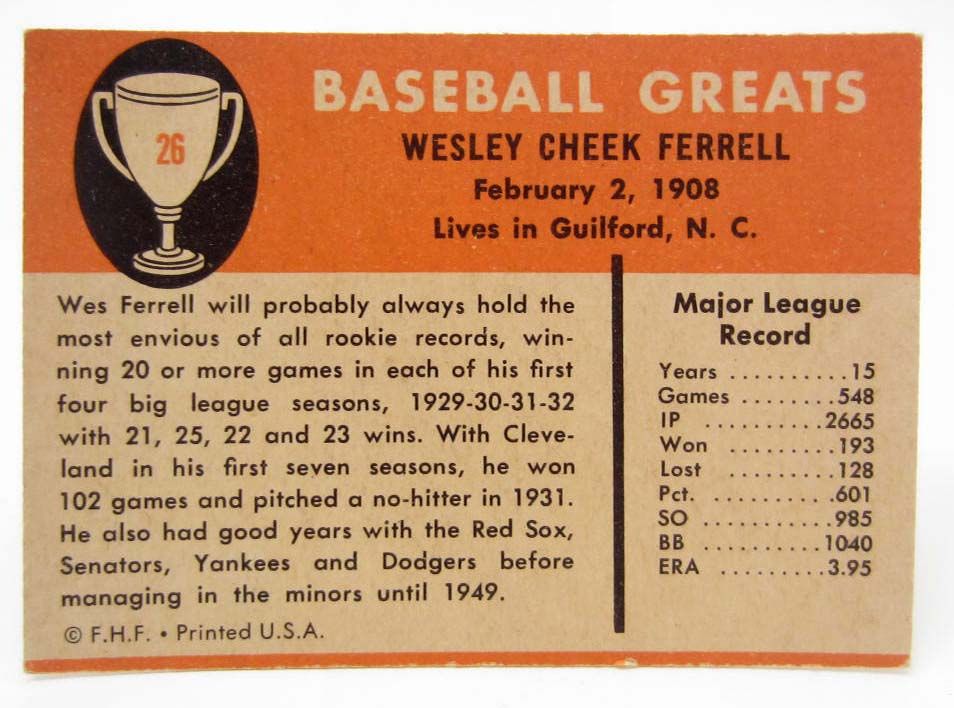 26
BASEBALL GREATS
WESLEY CHEEK FERRELL
February 2, 1908
Lives in Guilford, N. C.
Wes Ferrell will probably always hold the
most envious of all rookie records, win-
ning 20 or more games in each of his first
four big league seasons, 1929-30-31-32
with 21, 25, 22 and 23 wins. With Cleve-
land in his first seven seasons, he won
102 games and pitched a no-hitter in 1931.
He also had good years with the Red Sox,
Senators, Yankees and Dodgers before
managing in the minors until 1949.
© F.H.F. • Printed U.S.A.
Major League
Record
Years ..........15
Games ........548
IP ..........2665
Won .........193
Lost .........128
Pct. ..........601
SO ...........985
BB ..........1040
ERA .........3.95